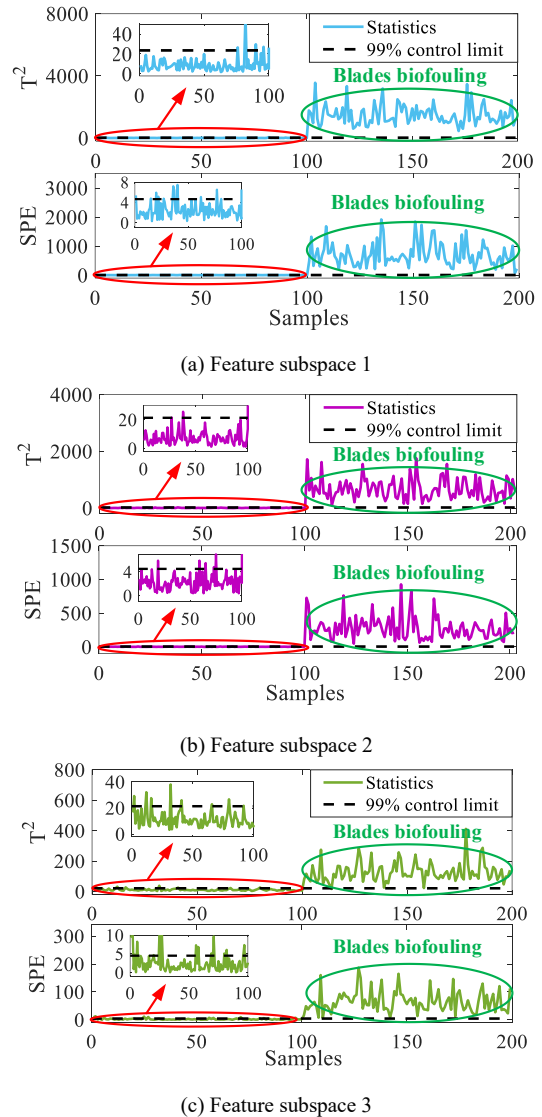 T²
8000
4000
0
40
20
0
0 50 100
Statistics
99% control limit
Blades biofouling
0 50 100 150 200
SPE
3000
2000
1000
0
8
4
0
0 50 100
Blades biofouling
0 50 100 150 200
Samples
(a) Feature subspace 1
T²
4000
2000
0
20
0
0 50 100
Statistics
99% control limit
Blades biofouling
0 50 100 150 200
SPE
1500
1000
500
0
4
0
0 50 100
Blades biofouling
0 50 100 150 200
Samples
(b) Feature subspace 2
T²
800
600
400
200
0
40
20
0
0 50 100
Statistics
99% control limit
Blades biofouling
0 50 100 150 200
SPE
300
200
100
0
10
5
0
0 50 100
Blades biofouling
0 50 100 150 200
Samples
(c) Feature subspace 3